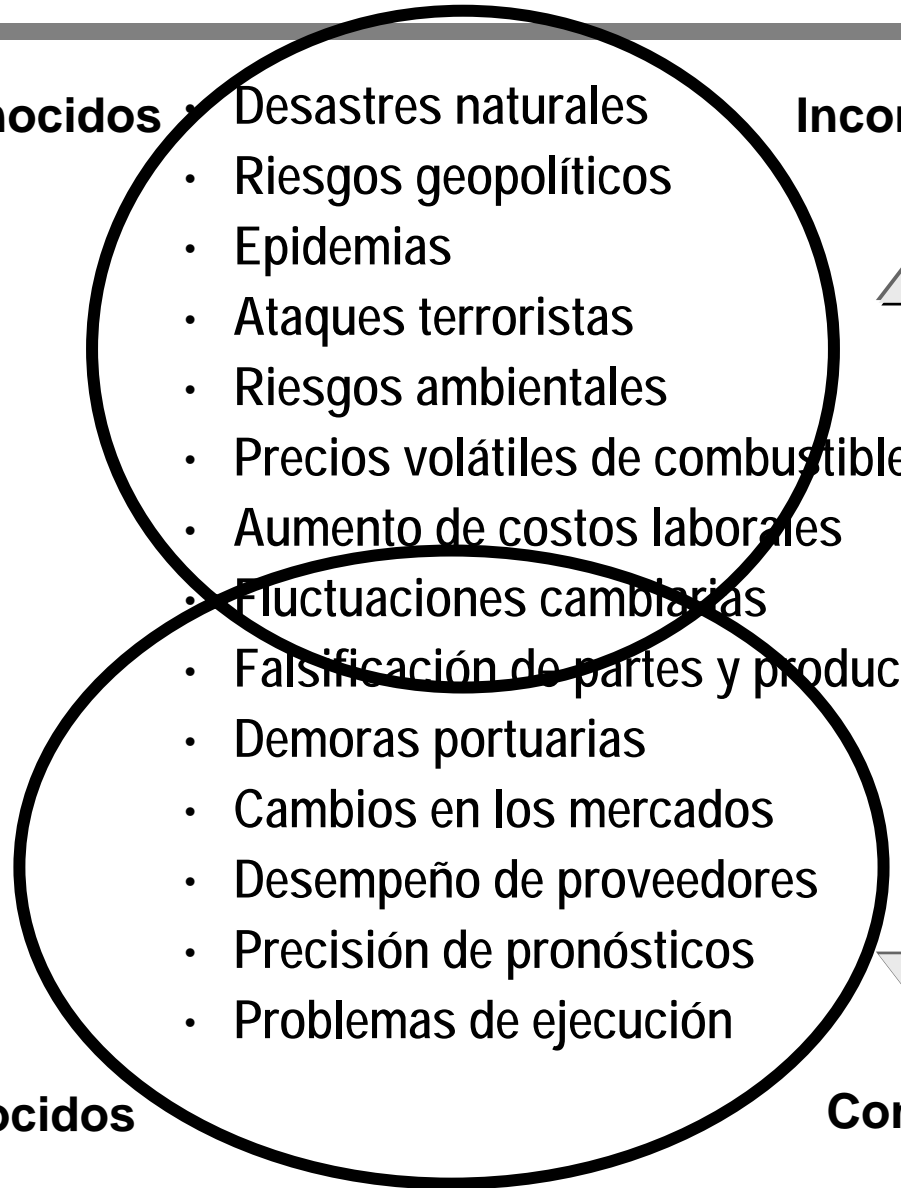 nocidos
Incon
· Desastres naturales
· Riesgos geopolíticos
· Epidemias
· Ataques terroristas
· Riesgos ambientales
· Precios volátiles de combustible
· Aumento de costos laborales
· Fluctuaciones cambiarias
· Falsificación de partes y produc
· Demoras portuarias
· Cambios en los mercados
· Desempeño de proveedores
· Precisión de pronósticos
· Problemas de ejecución
ocidos
Con